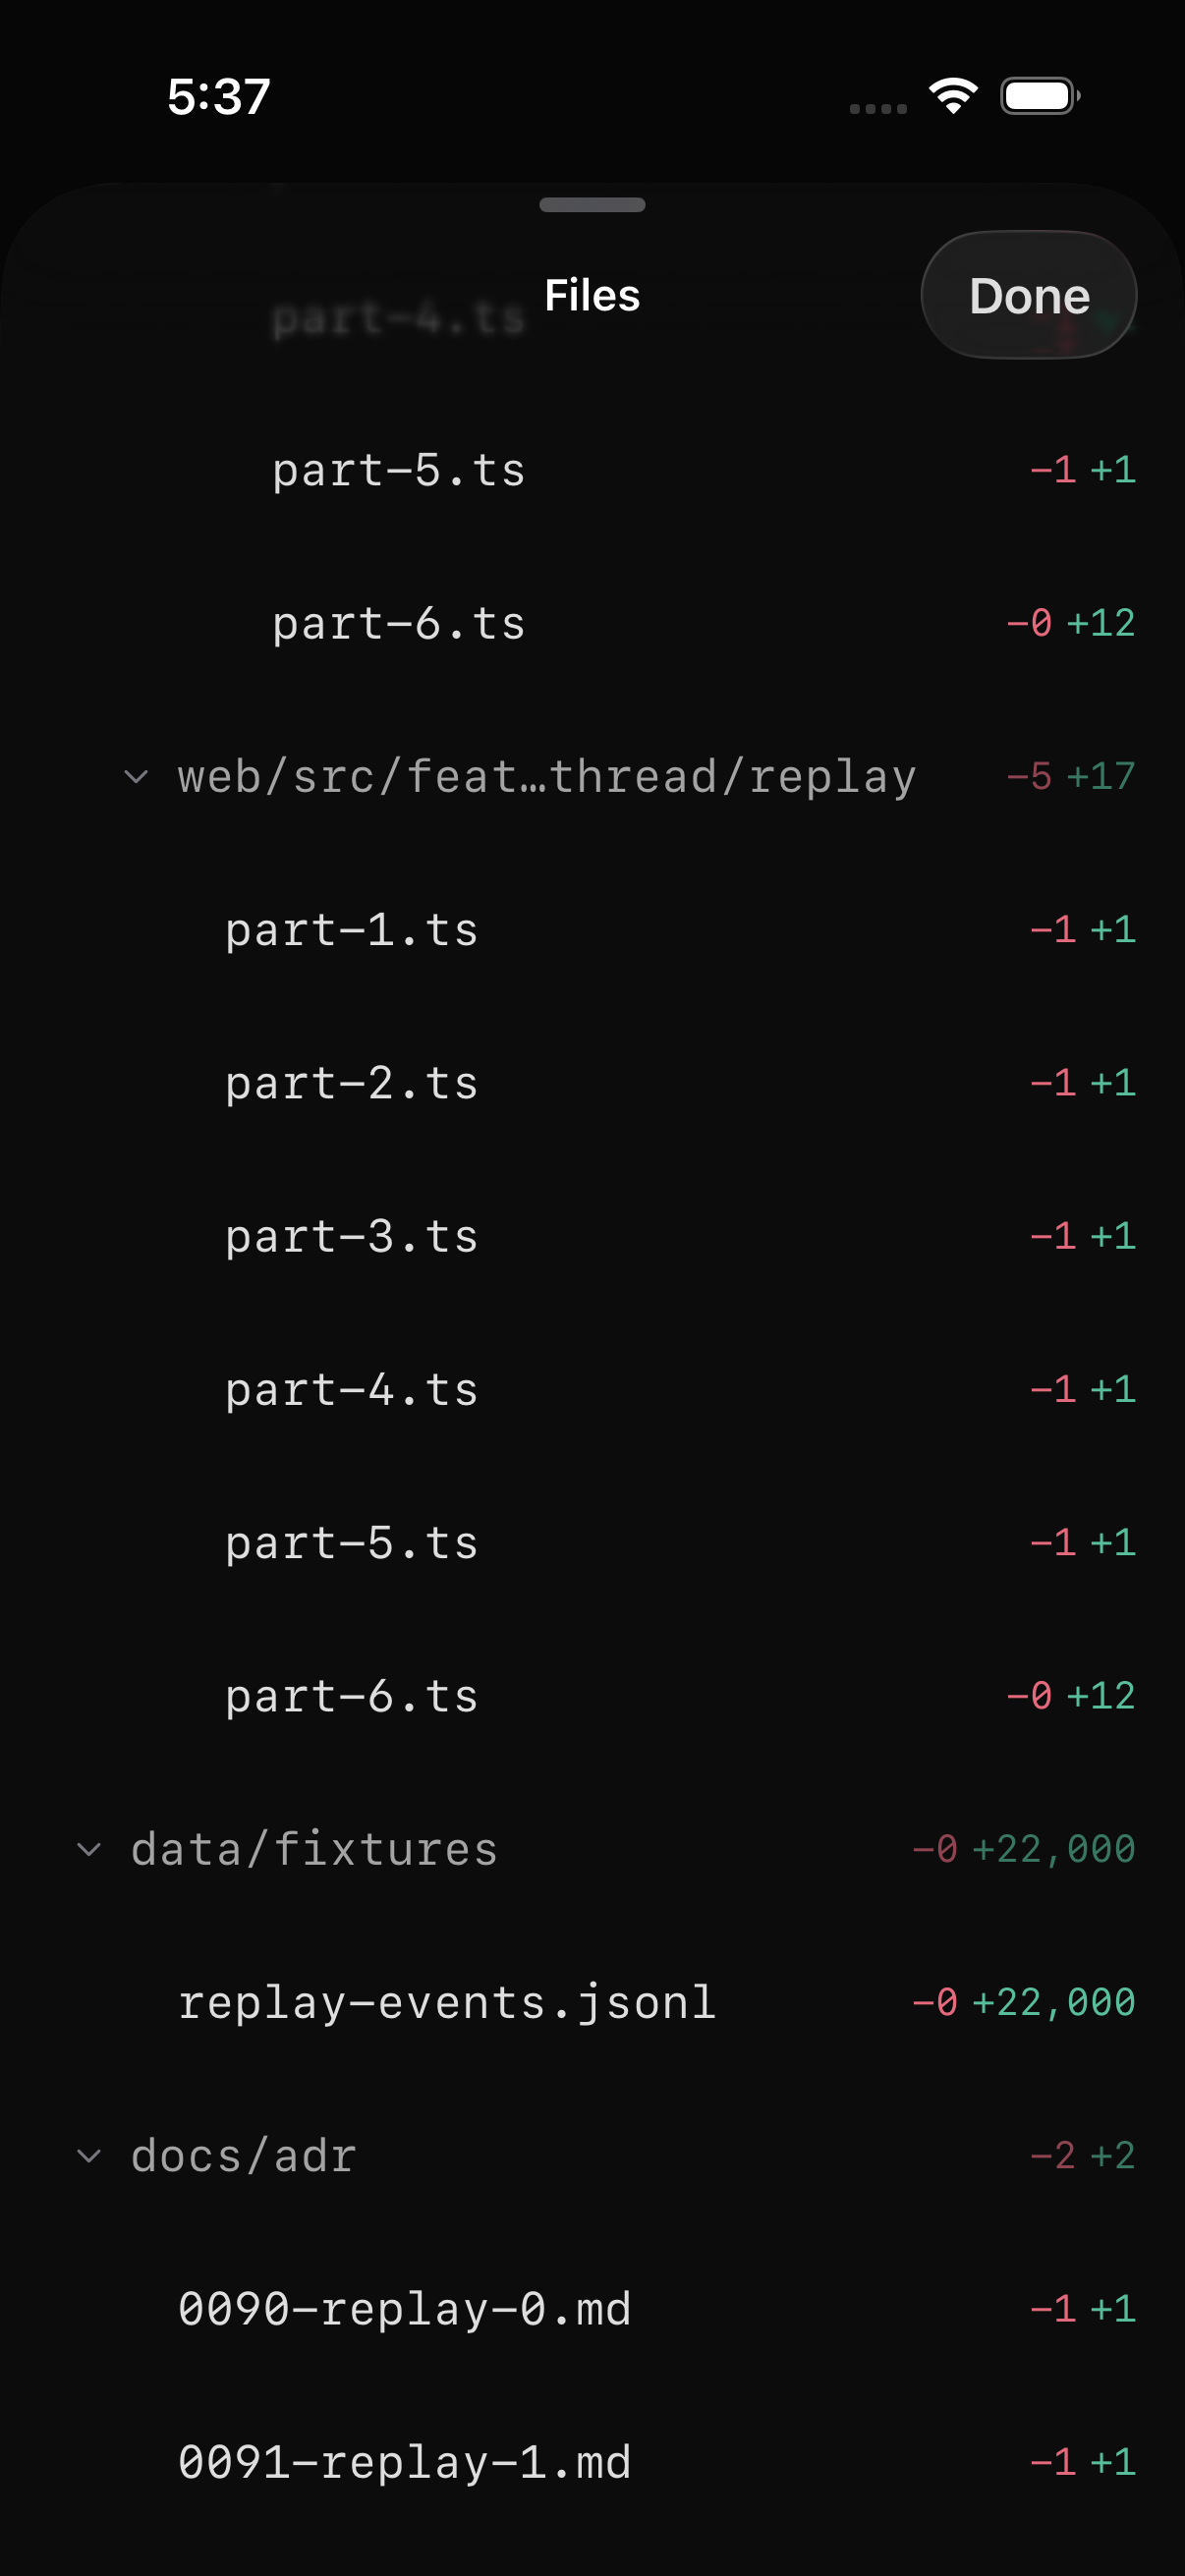 5:37
Files
Done
part-4.ts
part-5.ts −1 +1
part-6.ts −0 +12
web/src/feat…thread/replay −5 +17
part-1.ts −1 +1
part-2.ts −1 +1
part-3.ts −1 +1
part-4.ts −1 +1
part-5.ts −1 +1
part-6.ts −0 +12
data/fixtures −0 +22,000
replay-events.jsonl −0 +22,000
docs/adr −2 +2
0090-replay-0.md −1 +1
0091-replay-1.md −1 +1